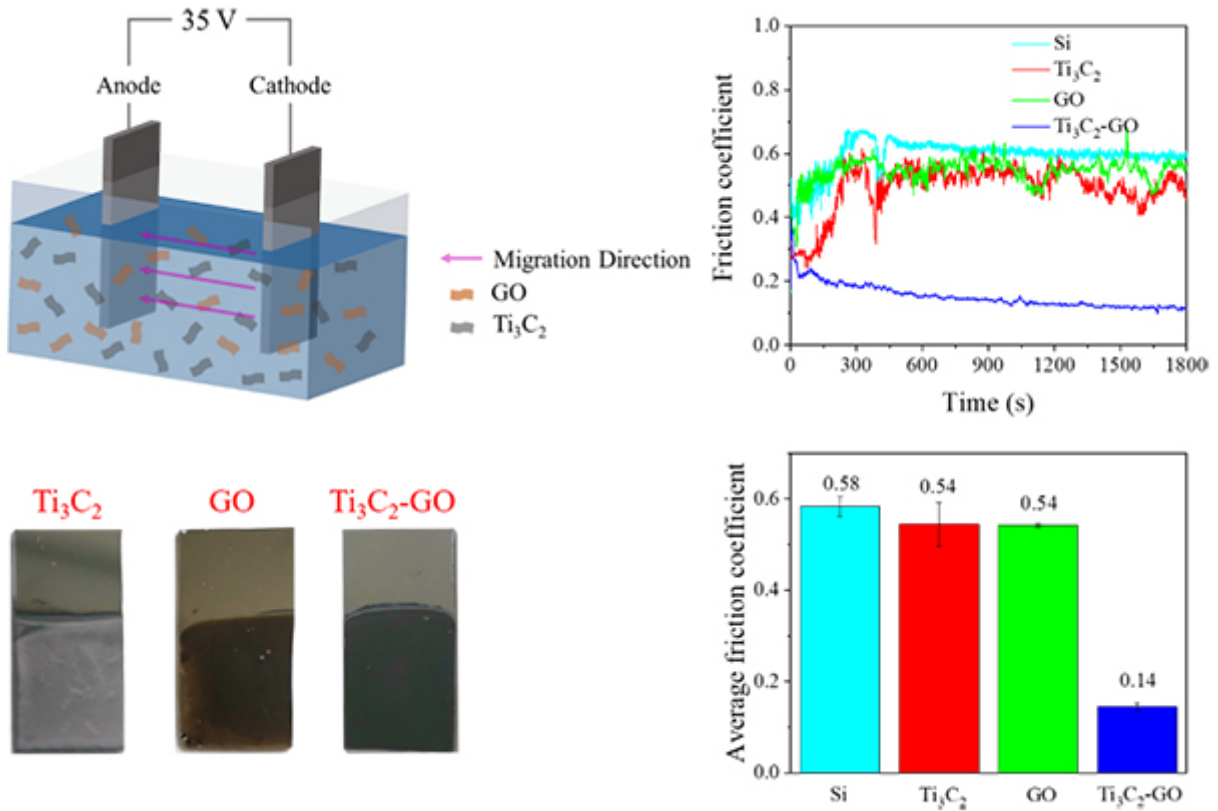 35 V
Anode
Cathode
Migration Direction
GO
Ti₃C₂
Ti₃C₂
GO
Ti₃C₂-GO
Friction coefficient
1.0
0.8
0.6
0.4
0.2
0.0
Si
Ti₃C₂
GO
Ti₃C₂-GO
0 300 600 900 1200 1500 1800
Time (s)
Average friction coefficient
0.6
0.4
0.2
0.0
0.58
0.54
0.54
0.14
Si Ti₃C₂ GO Ti₃C₂-GO